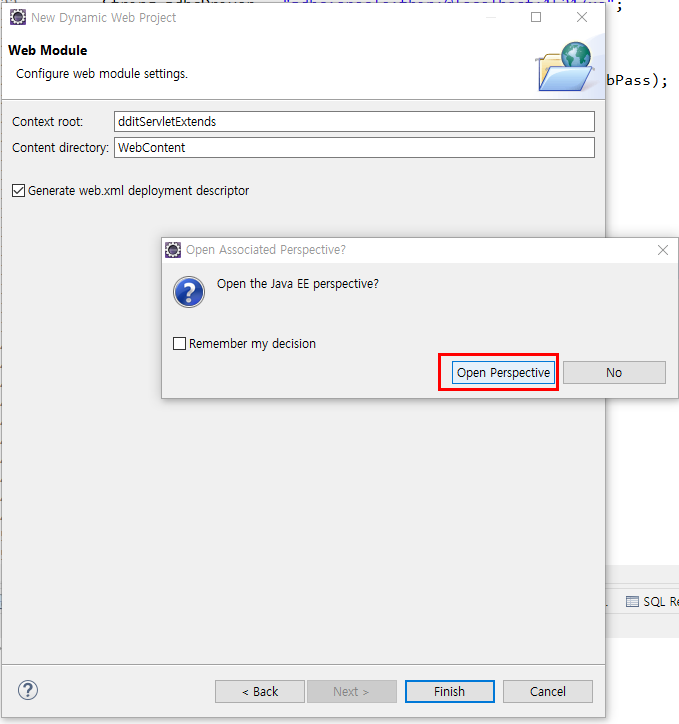 New Dynamic Web Project
Web Module
Configure web module settings.
Context root: dditServletExtends
Content directory: WebContent
Generate web.xml deployment descriptor
bPass);
Open Associated Perspective?
Open the Java EE perspective?
Remember my decision
Open Perspective No
SQL Re
< Back Next > Finish Cancel